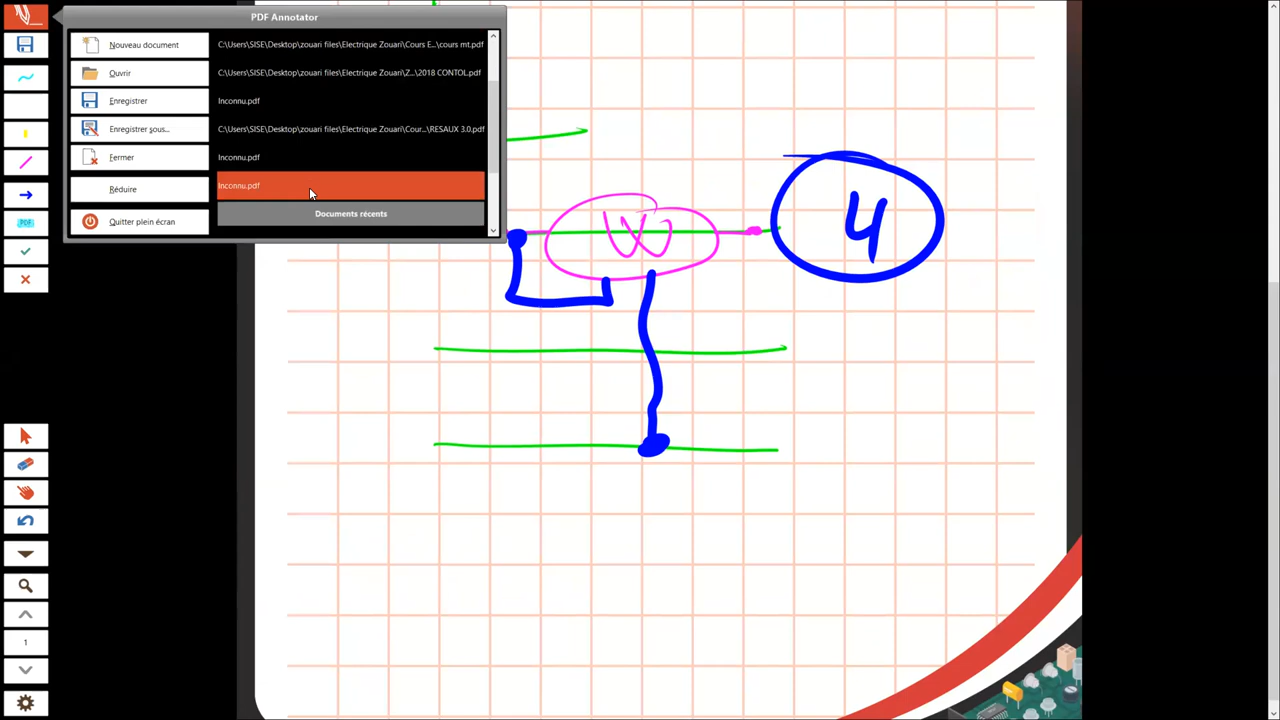 PDF Annotator
Nouveau document
C:\Users\SISE\Desktop\zouari files\Electrique Zouari\Cours E...\cours mt.pdf
Ouvrir
C:\Users\SISE\Desktop\zouari files\Electrique Zouari\Z...\2018 CONTOL.pdf
Enregistrer
Inconnu.pdf
Enregistrer sous...
C:\Users\SISE\Desktop\zouari files\Electrique Zouari\Cour...\RESAUX 3.0.pdf
Fermer
Inconnu.pdf
Réduire
Inconnu.pdf
Quitter plein écran
Documents récents
PDF
W
4
1